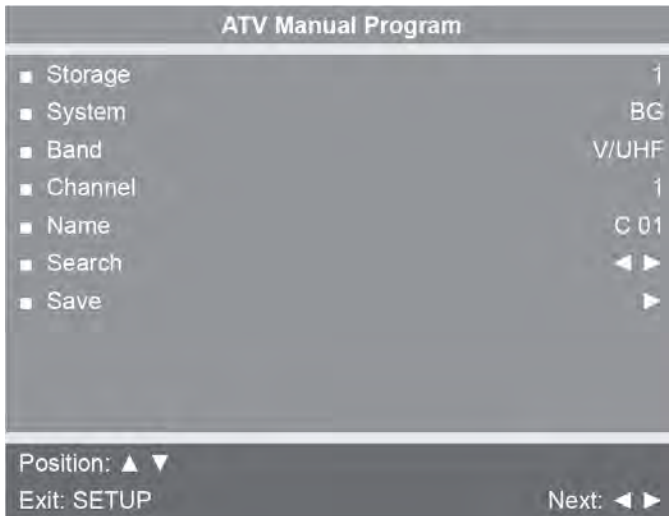 ATV Manual Program
■ Storage 1
■ System BG
■ Band V/UHF
■ Channel 1
■ Name C 01
■ Search ◄ ►
■ Save ►
Position: ▲ ▼
Exit: SETUP Next: ◄ ►